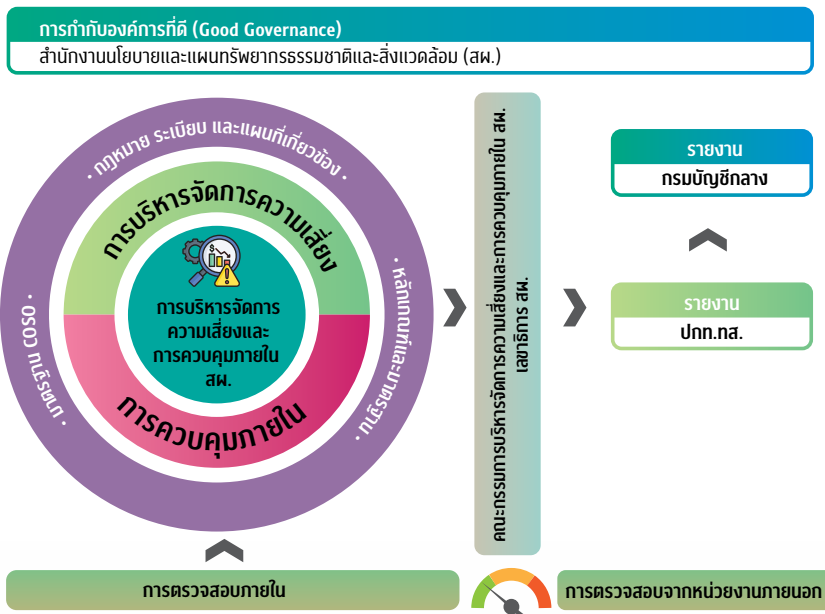 การกำกับองค์การที่ดี (Good Governance)
สำนักงานนโยบายและแผนทรัพยากรธรรมชาติและสิ่งแวดล้อม (สผ.)
• กฎหมาย ระเบียบ และแผนที่เกี่ยวข้อง •
• หลักเกณฑ์และมาตรฐาน •
• มาตรฐาน COSO •
การบริหารจัดการความเสี่ยง
$
การบริหารจัดการ
ความเสี่ยงและ
การควบคุมภายใน
สผ.
การควบคุมภายใน
คณะกรรมการบริหารจัดการความเสี่ยงและการควบคุมภายใน สผ.
เลขาธิการ สผ.
รายงาน
กรมบัญชีกลาง
รายงาน
ปกท.ทส.
การตรวจสอบภายใน
การตรวจสอบจากหน่วยงานภายนอก